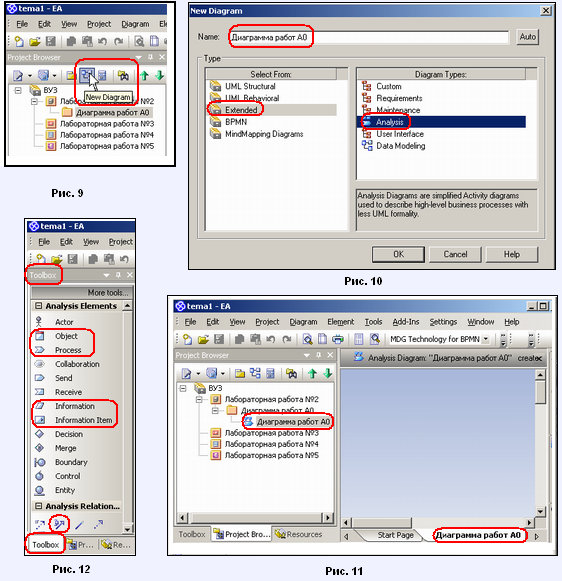 tema1 - EA
File Edit View Project Diagram
Project Browser
New Diagram
ВУЗ
Лабораторная работа №2
Диаграмма работ A0
Лабораторная работа №3
Лабораторная работа №4
Лабораторная работа №5
Рис. 9
New Diagram
Name: Диаграмма работ A0 Auto
Type
Select From: Diagram Types:
UML Structural
UML Behavioral
Extended
BPMN
MindMapping Diagrams
Custom
Requirements
Maintenance
Analysis
User Interface
Data Modeling
Analysis Diagrams are simplified Activity diagrams
used to describe high-level business processes with
less UML formality.
OK Cancel Help
Рис. 10
tema1 - EA
File Edit View Project
Toolbox
More tools...
Analysis Elements
Actor
Object
Process
Collaboration
Send
Receive
Information
Information Item
Decision
Merge
Boundary
Control
Entity
Analysis Relation...
Toolbox Pr... Re...
Рис. 12
tema1 - EA
File Edit View Project Diagram Element Tools Add-Ins Settings Window
MDG Technology for BPMN
Project Browser
Analysis Diagram: "Диаграмма работ A0" created
ВУЗ
Лабораторная работа №2
Диаграмма работ A0
Диаграмма работ A0
Лабораторная работа №3
Лабораторная работа №4
Лабораторная работа №5
Toolbox Project Bro... Resources
Start Page Диаграмма работ A0
Рис. 11